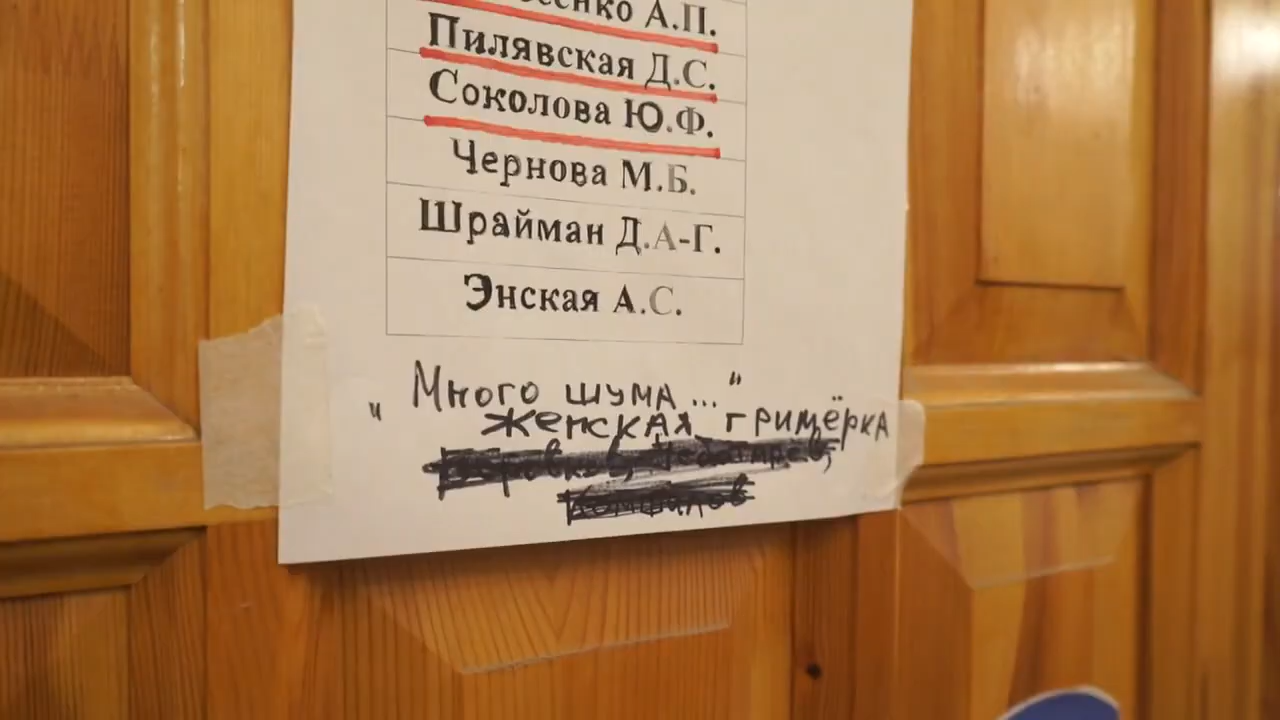 А.П.
Пилявская Д.С.
Соколова Ю.Ф.
Чернова М.Б.
Шрайман Д.А-Г.
Энская А.С.
"Много шума..."
женская гримёрка